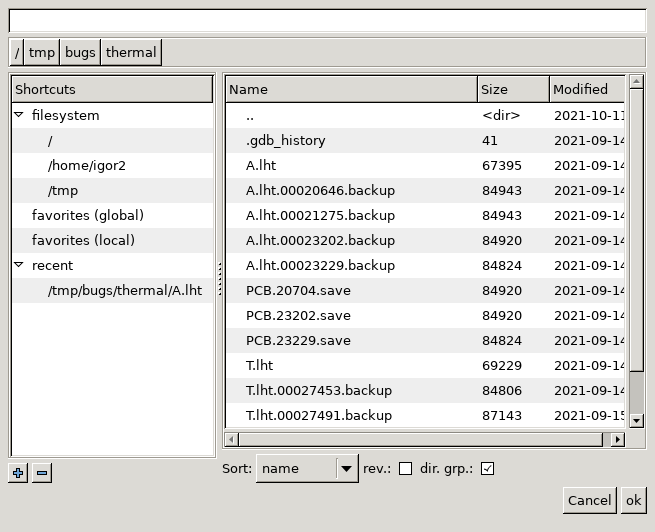 / tmp bugs thermal
Shortcuts
filesystem
/
/home/igor2
/tmp
favorites (global)
favorites (local)
recent
/tmp/bugs/thermal/A.lht
Name Size Modified
.. <dir> 2021-10-11
.gdb_history 41 2021-09-14
A.lht 67395 2021-09-14
A.lht.00020646.backup 84943 2021-09-14
A.lht.00021275.backup 84943 2021-09-14
A.lht.00023202.backup 84920 2021-09-14
A.lht.00023229.backup 84824 2021-09-14
PCB.20704.save 84920 2021-09-14
PCB.23202.save 84920 2021-09-14
PCB.23229.save 84824 2021-09-14
T.lht 69229 2021-09-14
T.lht.00027453.backup 84806 2021-09-14
T.lht.00027491.backup 87143 2021-09-15
Sort: name rev.: dir. grp.:
Cancel ok